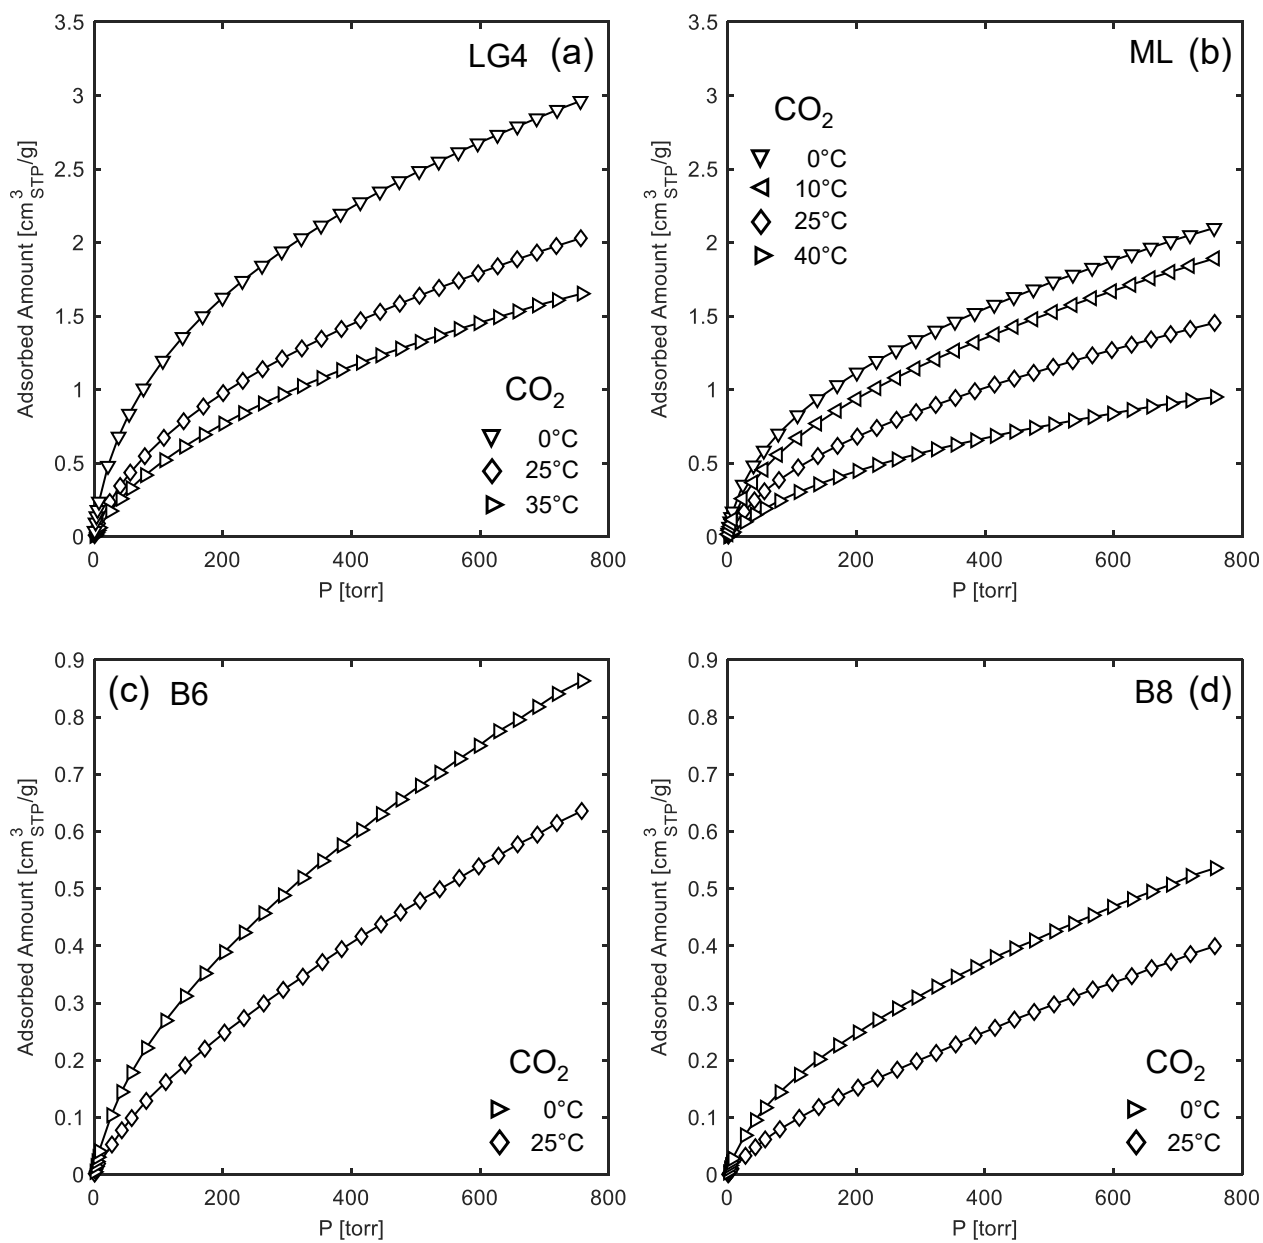 LG4 (a)
3.5
3
2.5
2
1.5
1
0.5
0
Adsorbed Amount [cm3STP/g]
CO2
0°C
25°C
35°C
0 200 400 600 800
P [torr]
ML (b)
3.5
3
2.5
2
1.5
1
0.5
0
Adsorbed Amount [cm3STP/g]
CO2
0°C
10°C
25°C
40°C
0 200 400 600 800
P [torr]
(c) B6
0.9
0.8
0.7
0.6
0.5
0.4
0.3
0.2
0.1
0
Adsorbed Amount [cm3STP/g]
CO2
0°C
25°C
0 200 400 600 800
P [torr]
B8 (d)
0.9
0.8
0.7
0.6
0.5
0.4
0.3
0.2
0.1
0
Adsorbed Amount [cm3STP/g]
CO2
0°C
25°C
0 200 400 600 800
P [torr]